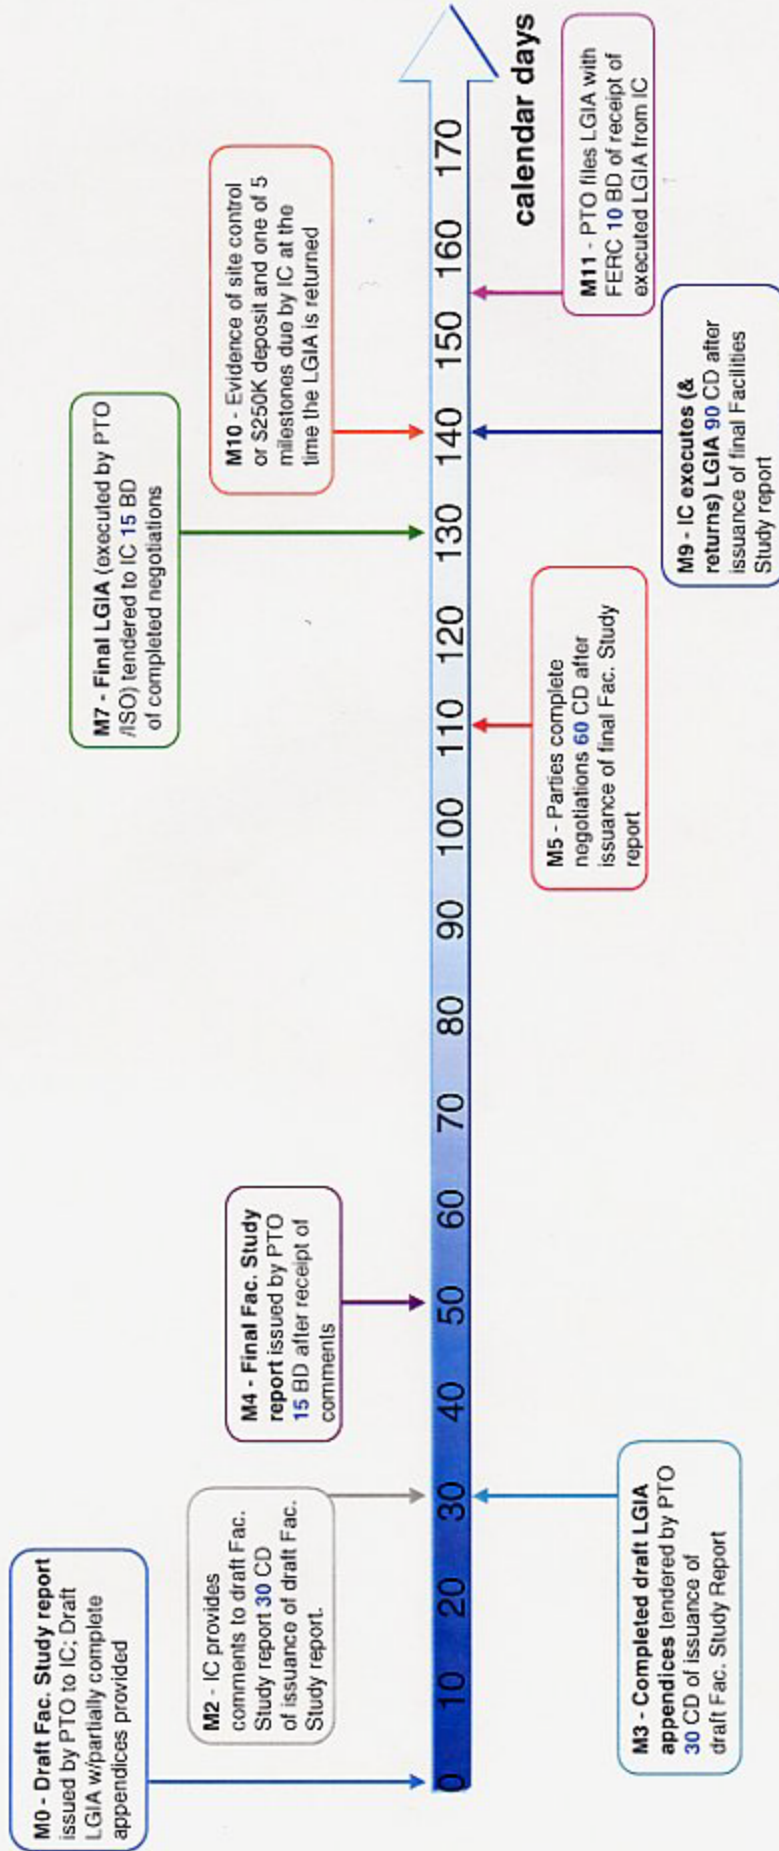 M0 - Draft Fac. Study report
issued by PTO to IC; Draft
LGIA w/partially complete
appendices provided
M2 - IC provides
comments to draft Fac.
Study report 30 CD
of issuance of draft Fac.
Study report.
M4 - Final Fac. Study
report issued by PTO
15 BD after receipt of
comments
M7 - Final LGIA (executed by PTO
/ISO) tendered to IC 15 BD
of completed negotiations
M10 - Evidence of site control
or $250K deposit and one of 5
milestones due by IC at the
time the LGIA is returned
0 10 20 30 40 50 60 70 80 90 100 110 120 130 140 150 160 170
calendar days
M3 - Completed draft LGIA
appendices tendered by PTO
30 CD of issuance of
draft Fac. Study Report
M5 - Parties complete
negotiations 60 CD after
issuance of final Fac. Study
report
M9 - IC executes (&
returns) LGIA 90 CD after
issuance of final Facilities
Study report
M11 - PTO files LGIA with
FERC 10 BD of receipt of
executed LGIA from IC